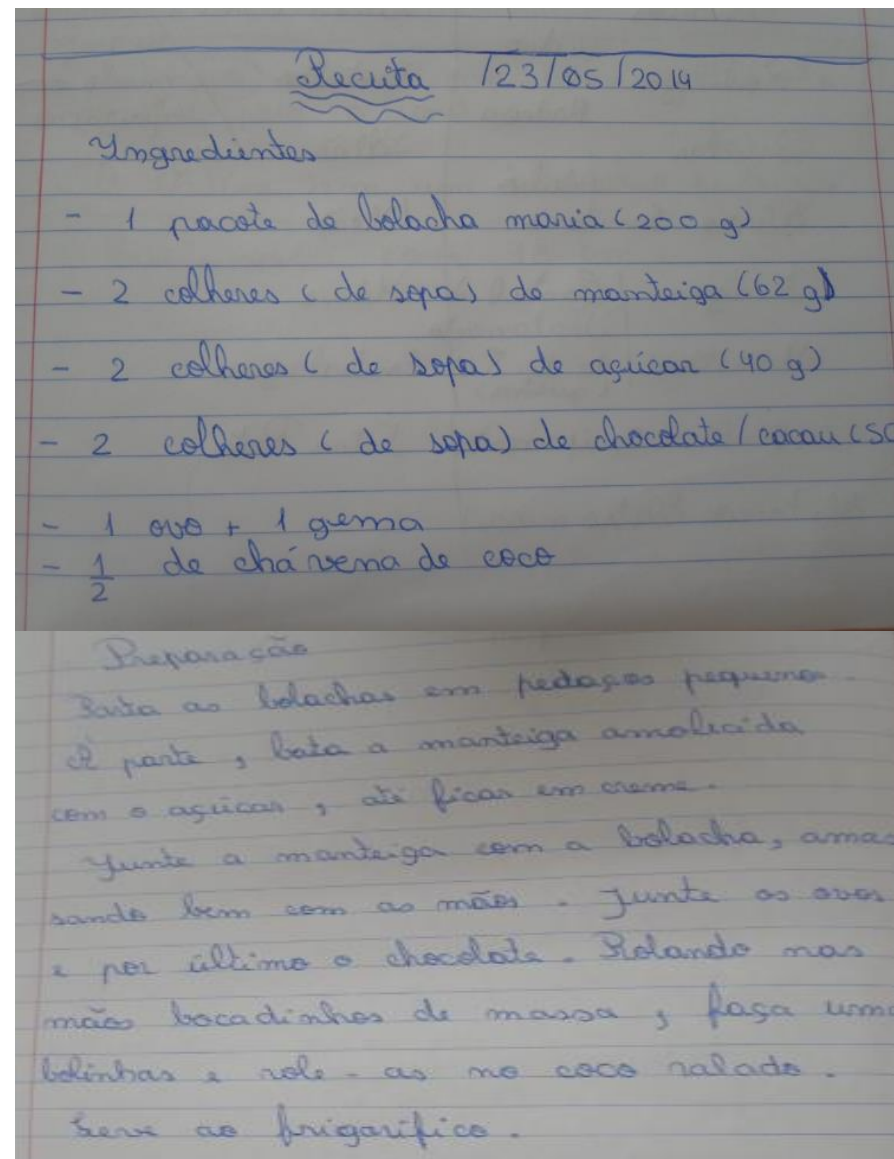 Receita /23/05/2014
Ingredientes
- 1 pacote de bolacha maria (200 g)
- 2 colheres (de sopa) de manteiga (62 g)
- 2 colheres (de sopa) de açúcar (40 g)
- 2 colheres (de sopa) de chocolate/cacau (50
- 1 ovo + 1 gema
- 1/2 de chávena de coco
Preparação
as bolachas em pedaços pequenos.
À parte, bata a manteiga amolecida
com o açúcar, até ficar em creme.
Junte a manteiga com a bolacha, amas
sando bem com as mãos. Junte os ovos
e por último o chocolate. Rolando nas
mãos bocadinhos de massa, faça uma
bolinhas e role-as no coco ralado.
Leve ao frigarífico.